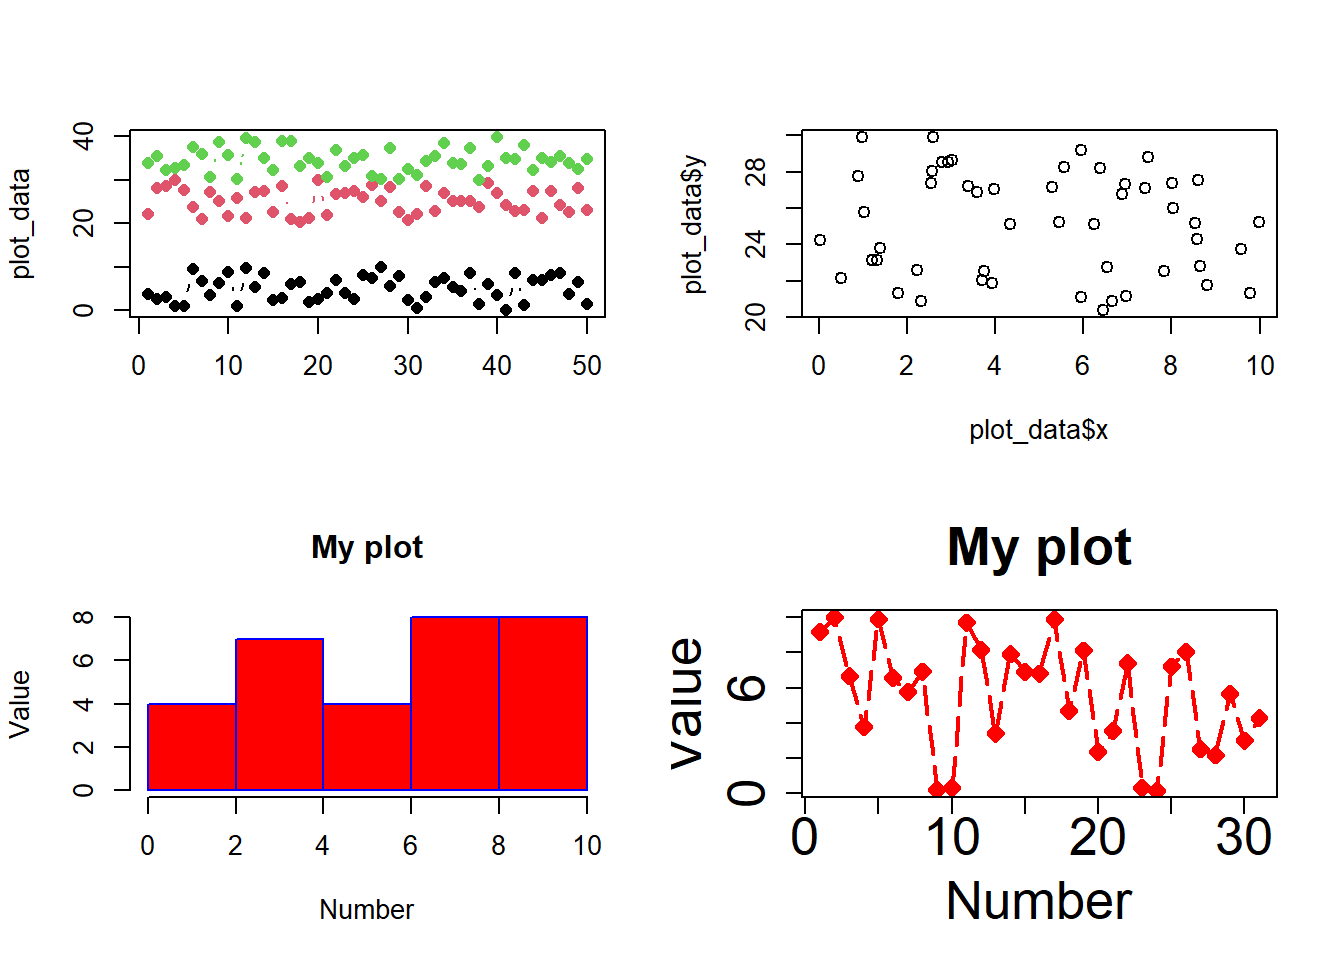 plot_data
0 20 40
0 10 20 30 40 50
plot_data$y
20 24 28
0 2 4 6 8 10
plot_data$x
My plot
Value
0 2 4 6 8
0 2 4 6 8 10
Number
My plot
value
0 6
0 10 20 30
Number